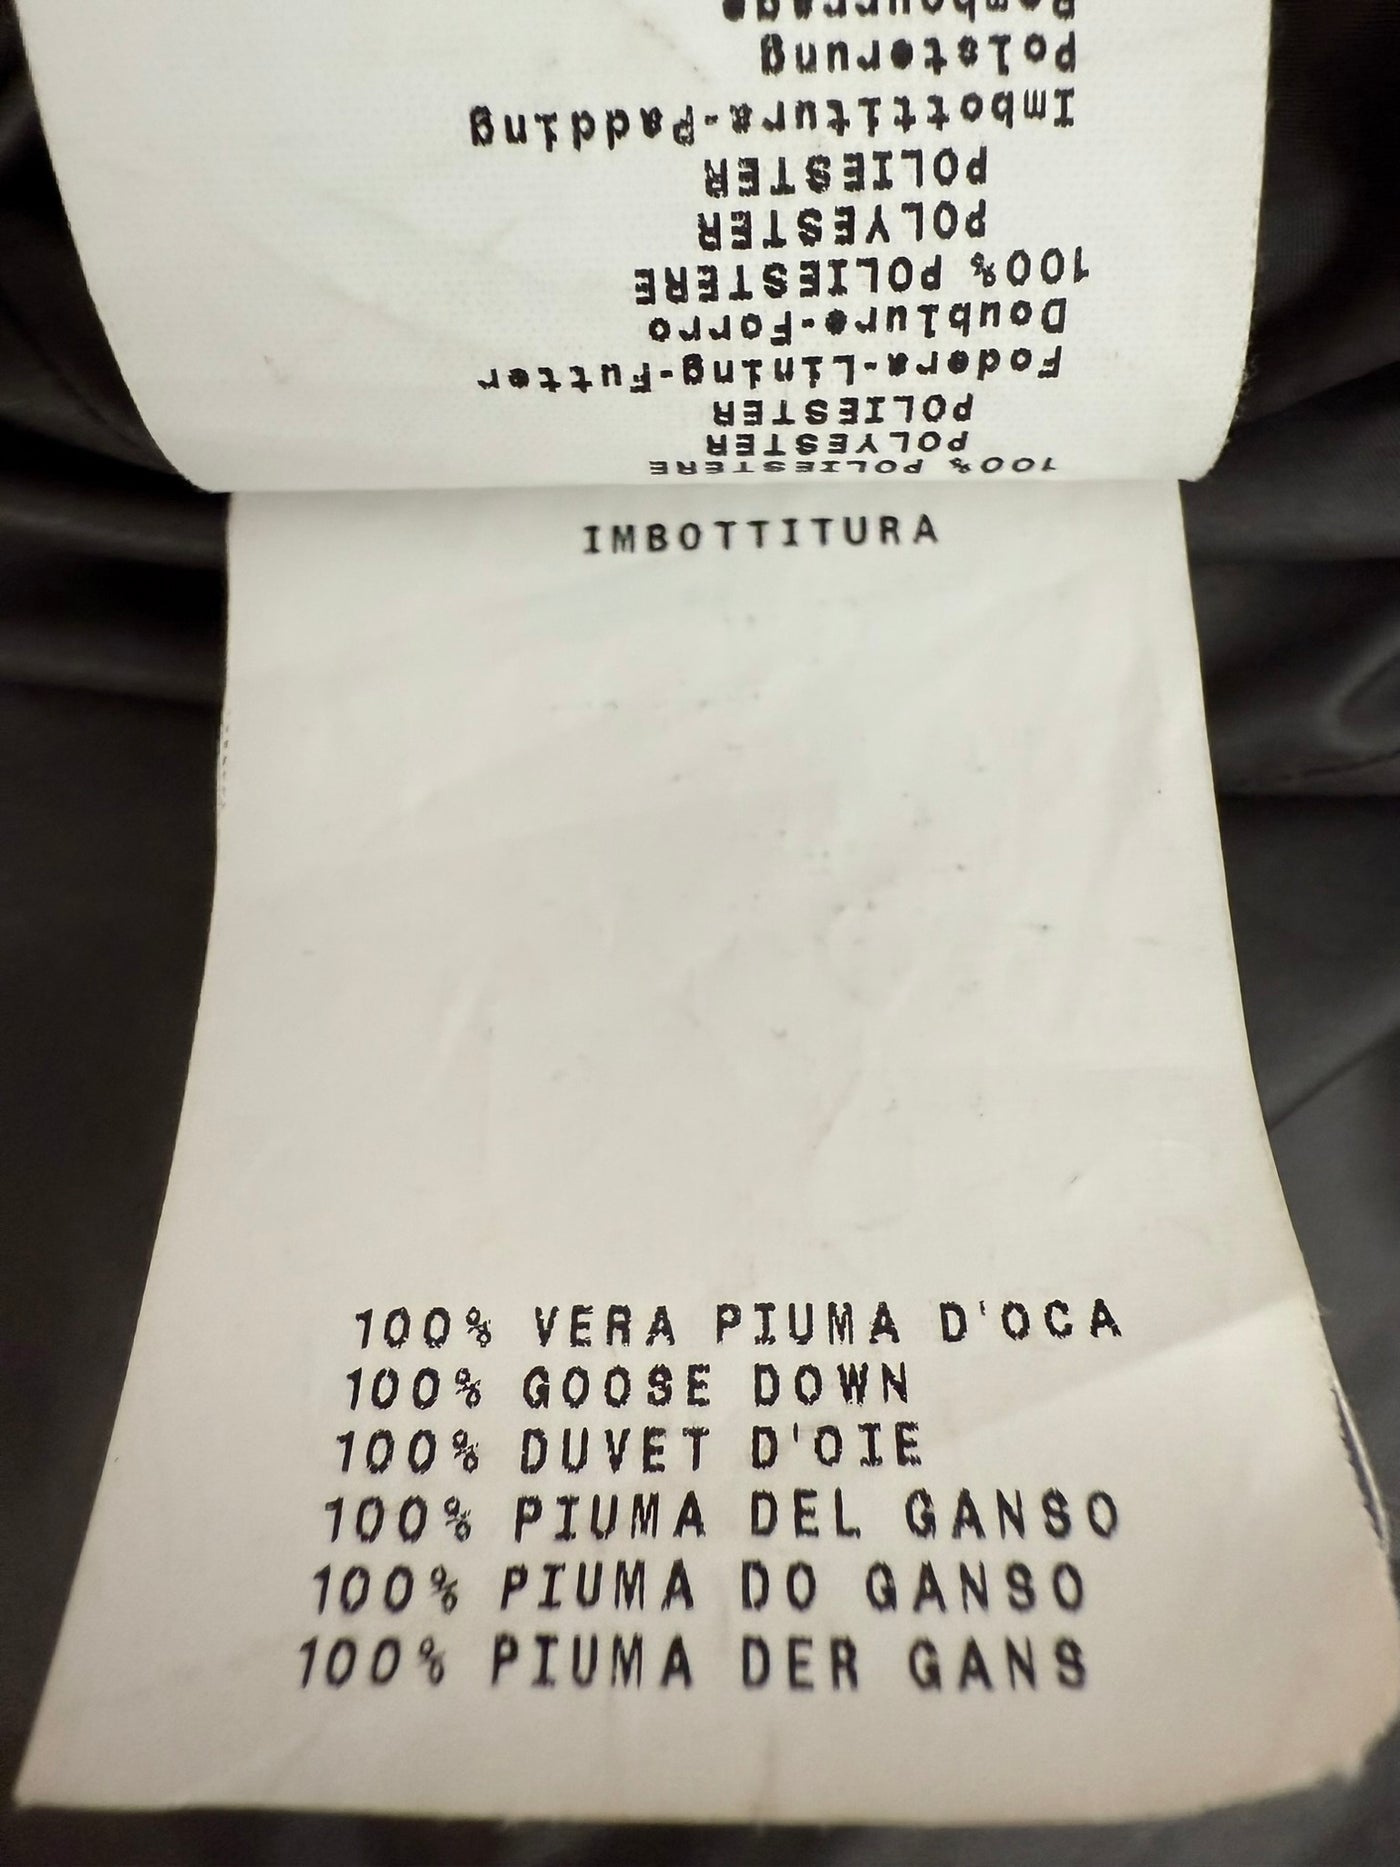 100% POLIESTERE
POLYESTER
POLIESTER
Fodera-Lining-Futter
Doublure-Forro
100% POLIESTERE
POLYESTER
POLIESTER
Imbottitura-Padding
Polsterung
Rembourrage
IMBOTTITURA
100% VERA PIUMA D'OCA
100% GOOSE DOWN
100% DUVET D'OIE
100% PIUMA DEL GANSO
100% PIUMA DO GANSO
100% PIUMA DER GANS